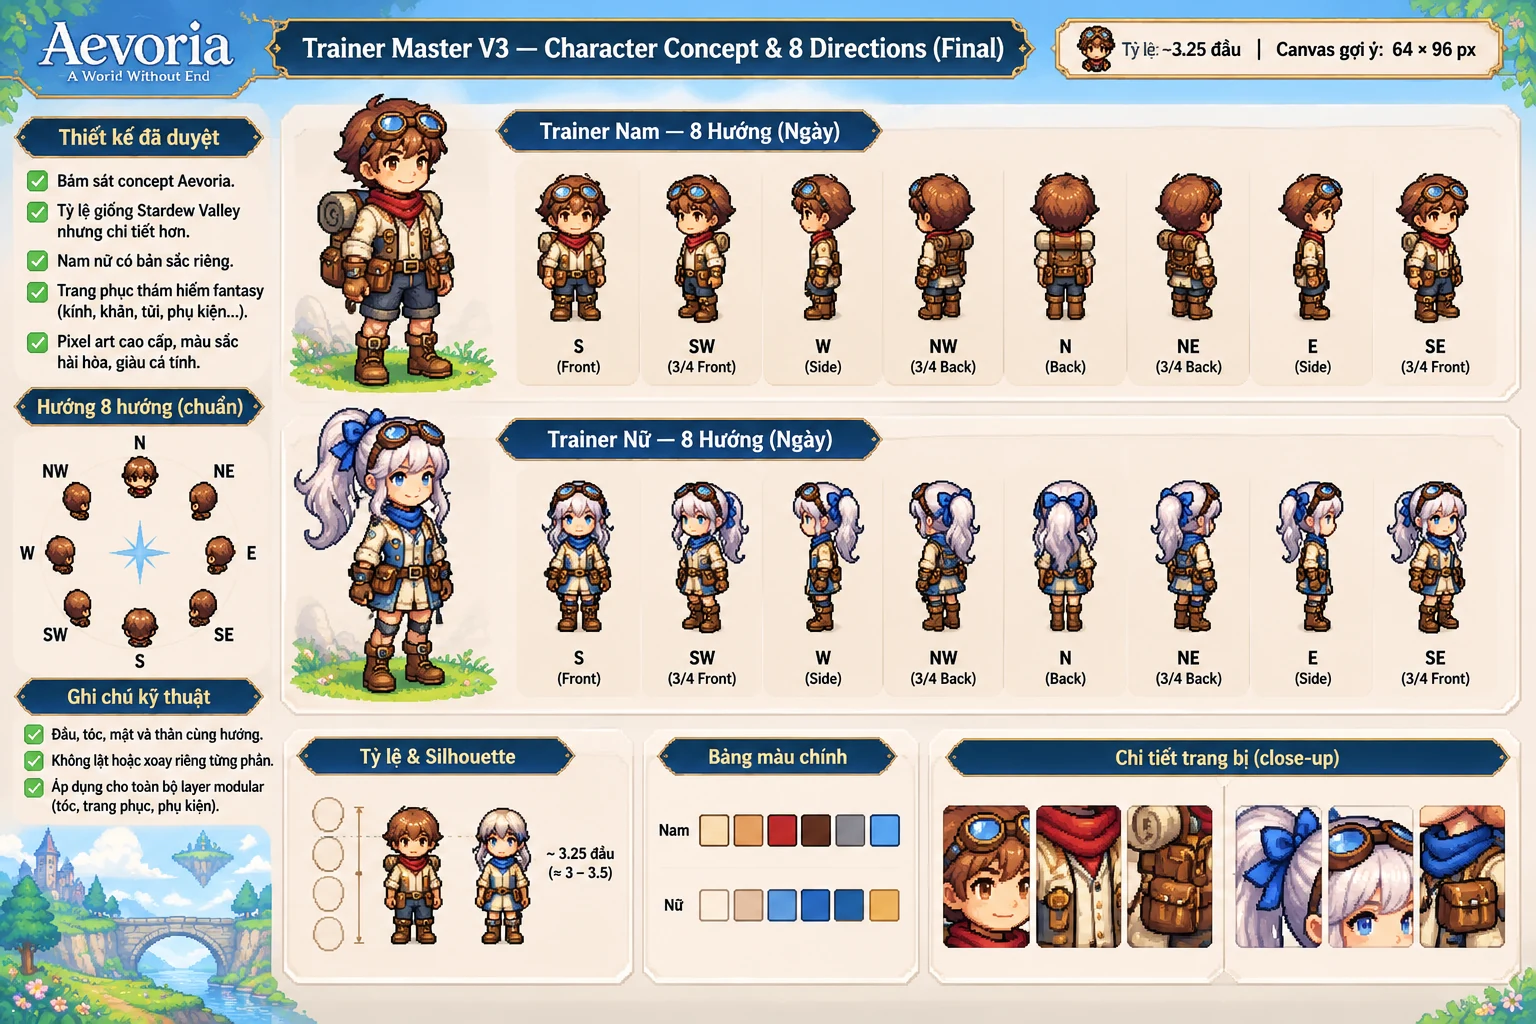 Aevoria
A World Without End
Trainer Master V3 — Character Concept & 8 Directions (Final)
Tỷ lệ: ~3.25 đầu | Canvas gợi ý: 64 × 96 px
Thiết kế đã duyệt
Bám sát concept Aevoria.
Tỷ lệ giống Stardew Valley
nhưng chi tiết hơn.
Nam nữ có bản sắc riêng.
Trang phục thám hiểm fantasy
(kính, khăn, túi, phụ kiện...).
Pixel art cao cấp, màu sắc
hài hòa, giàu cá tính.
Hướng 8 hướng (chuẩn)
N
NW
NE
W
E
SW
SE
S
Ghi chú kỹ thuật
Đầu, tóc, mặt và thân cùng hướng.
Không lật hoặc xoay riêng từng phần.
Áp dụng cho toàn bộ layer modular
(tóc, trang phục, phụ kiện).
Trainer Nam — 8 Hướng (Ngày)
S
(Front)
SW
(3/4 Front)
W
(Side)
NW
(3/4 Back)
N
(Back)
NE
(3/4 Back)
E
(Side)
SE
(3/4 Front)
Trainer Nữ — 8 Hướng (Ngày)
S
(Front)
SW
(3/4 Front)
W
(Side)
NW
(3/4 Back)
N
(Back)
NE
(3/4 Back)
E
(Side)
SE
(3/4 Front)
Tỷ lệ & Silhouette
~ 3.25 đầu
(≈ 3 – 3.5)
Bảng màu chính
Nam
Nữ
Chi tiết trang bị (close-up)